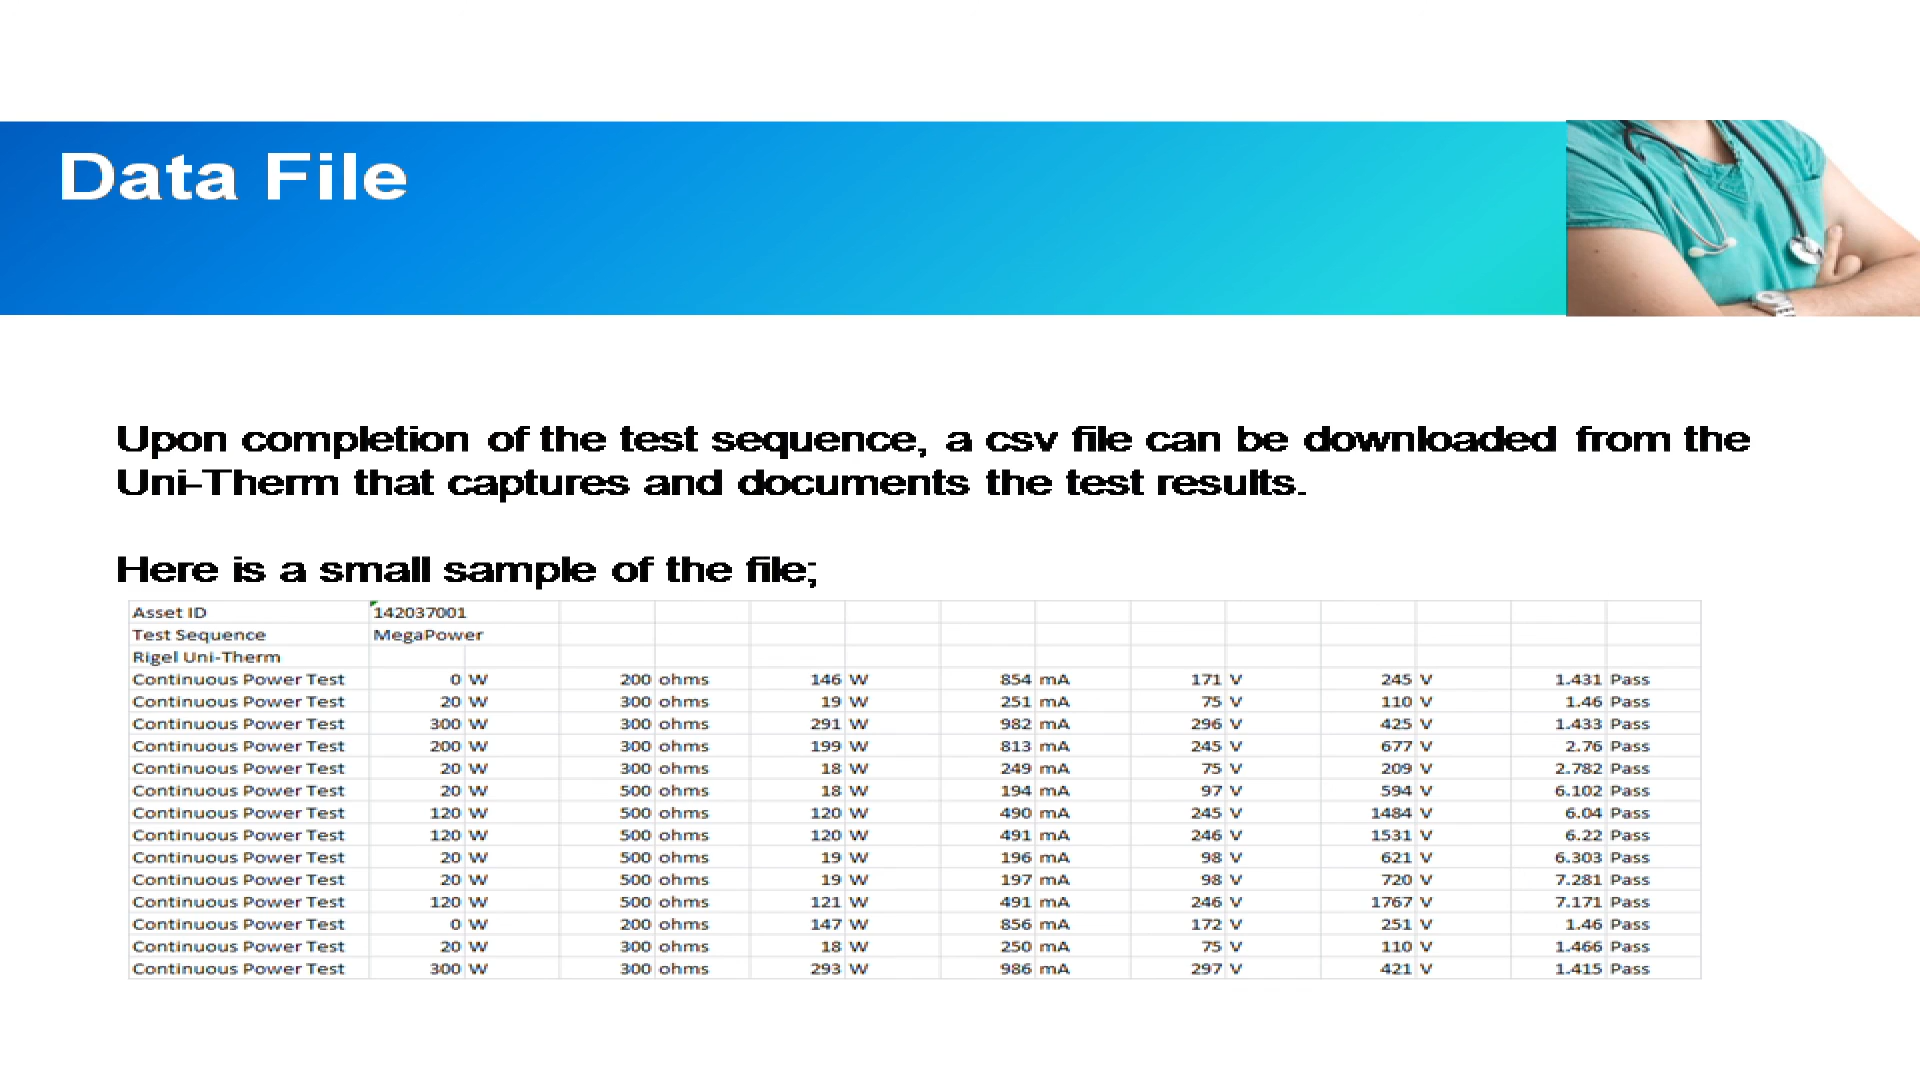 Data File
Upon completion of the test sequence, a csv file can be downloaded from the
Uni-Therm that captures and documents the test results.
Here is a small sample of the file;
Asset ID 142037001
Test Sequence MegaPower
Rigel Uni-Therm
Continuous Power Test 0 W 200 ohms 146 W 854 mA 171 V 245 V 1.431 Pass
Continuous Power Test 20 W 300 ohms 19 W 251 mA 75 V 110 V 1.46 Pass
Continuous Power Test 300 W 300 ohms 291 W 982 mA 296 V 425 V 1.433 Pass
Continuous Power Test 200 W 300 ohms 199 W 813 mA 245 V 677 V 2.76 Pass
Continuous Power Test 20 W 300 ohms 18 W 249 mA 75 V 209 V 2.782 Pass
Continuous Power Test 20 W 500 ohms 18 W 194 mA 97 V 594 V 6.102 Pass
Continuous Power Test 120 W 500 ohms 120 W 490 mA 245 V 1484 V 6.04 Pass
Continuous Power Test 120 W 500 ohms 120 W 491 mA 246 V 1531 V 6.22 Pass
Continuous Power Test 20 W 500 ohms 19 W 196 mA 98 V 621 V 6.303 Pass
Continuous Power Test 20 W 500 ohms 19 W 197 mA 98 V 720 V 7.281 Pass
Continuous Power Test 120 W 500 ohms 121 W 491 mA 246 V 1767 V 7.171 Pass
Continuous Power Test 0 W 200 ohms 147 W 856 mA 172 V 251 V 1.46 Pass
Continuous Power Test 20 W 300 ohms 18 W 250 mA 75 V 110 V 1.466 Pass
Continuous Power Test 300 W 300 ohms 293 W 986 mA 297 V 421 V 1.415 Pass